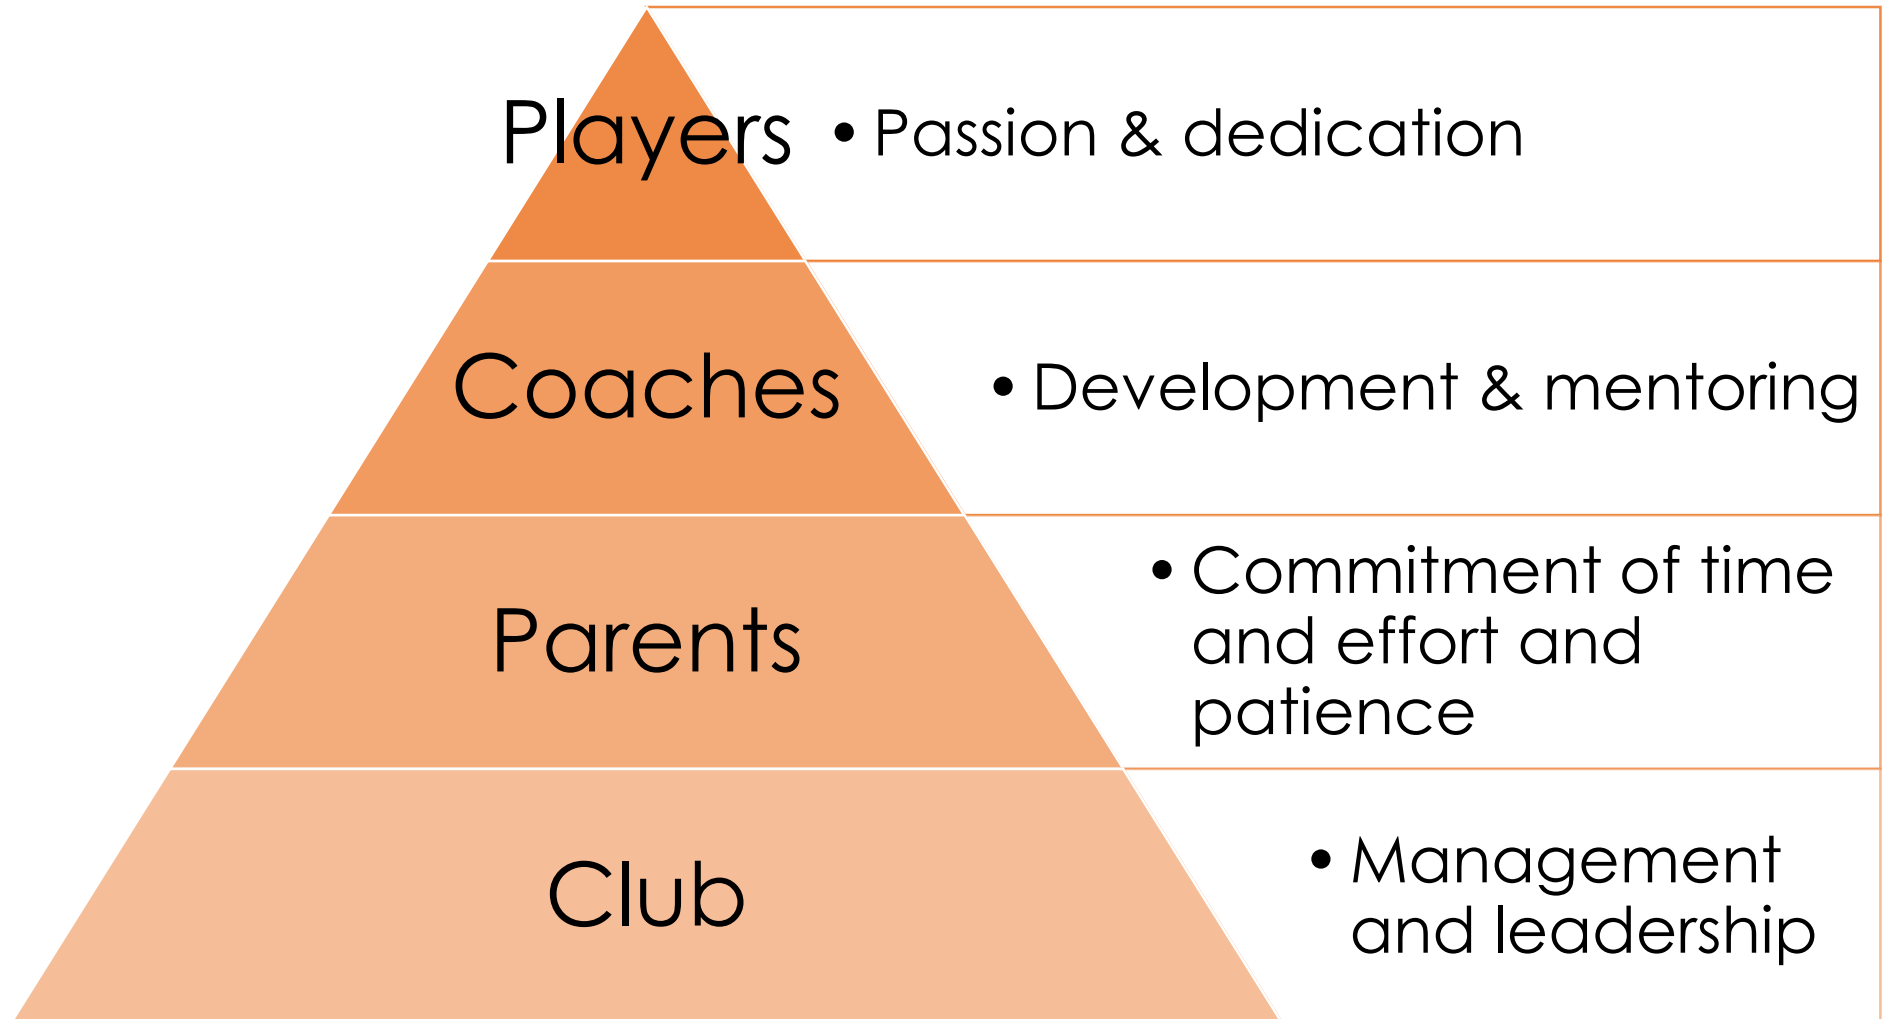 Players
• Passion & dedication
Coaches
• Development & mentoring
Parents
• Commitment of time
and effort and
patience
Club
• Management
and leadership